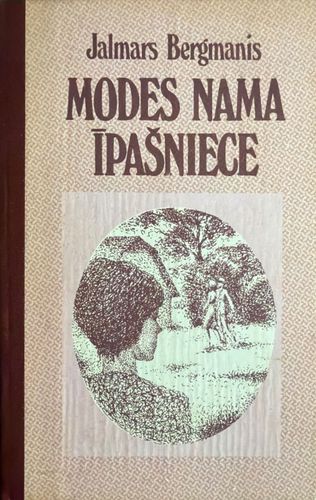 Jalmars Bergmanis
MODES NAMA
ĪPAŠNIECE